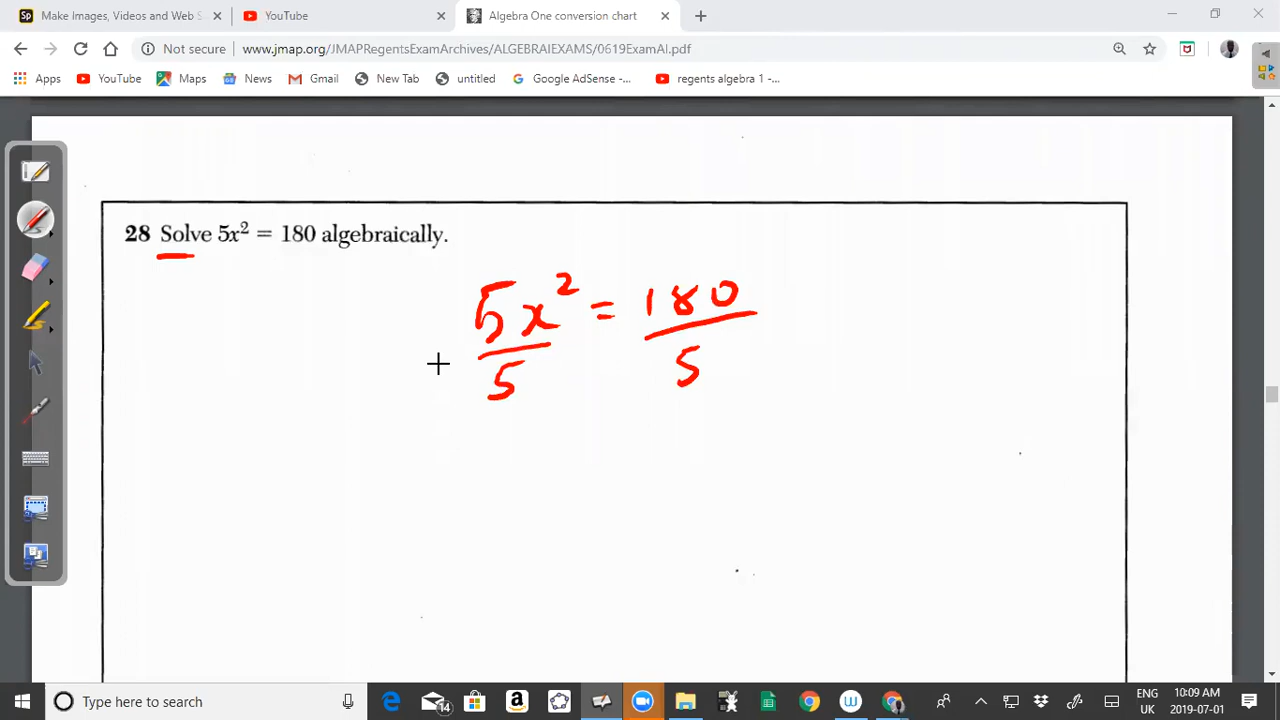 Make Images, Videos and Web S
YouTube
Algebra One conversion chart
Not secure
www.jmap.org/JMAPRegentsExamArchives/ALGEBRAIEXAMS/0619ExamAI.pdf
Apps
YouTube
Maps
News
Gmail
New Tab
untitled
Google AdSense -...
regents algebra 1 -...
28 Solve 5x² = 180 algebraically.
5x² = 180
5 5
Type here to search
14
ENG
10:09 AM
UK
2019-07-01